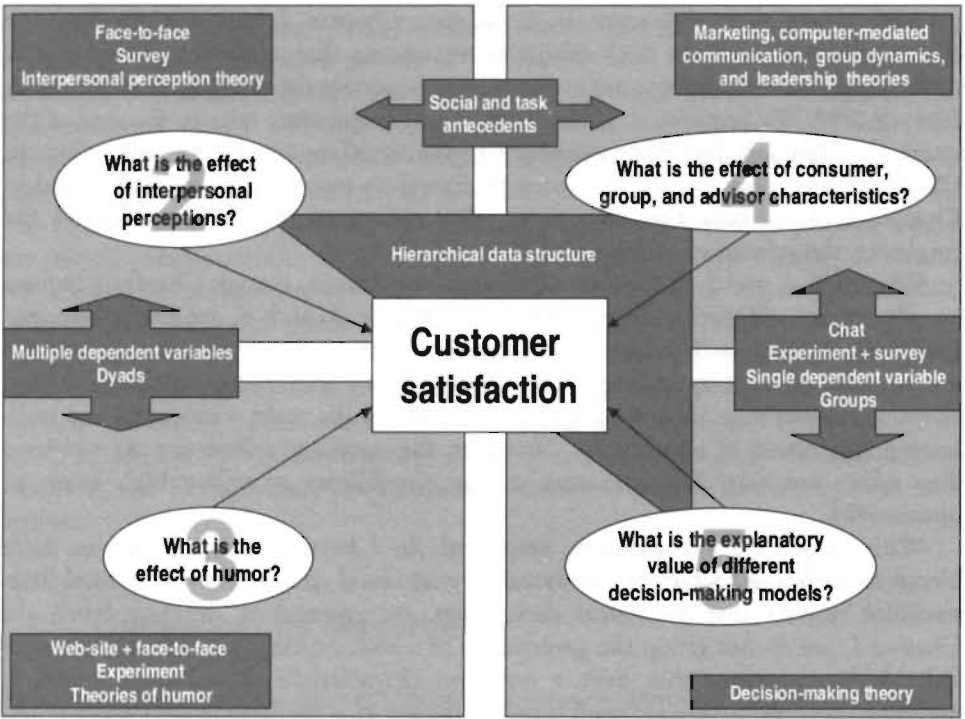 Face-to-face
Survey
Interpersonal perception theory
Marketing, computer-mediated
communication, group dynamics,
and leadership theories
Social and task
antecedents
2
What is the effect
of interpersonal
perceptions?
4
What is the effect of consumer,
group, and advisor characteristics?
Hierarchical data structure
Multiple dependent variables
Dyads
Customer
satisfaction
Chat
Experiment + survey
Single dependent variable
Groups
3
What is the
effect of humor?
5
What is the explanatory
value of different
decision-making models?
Web-site + face-to-face
Experiment
Theories of humor
Decision-making theory